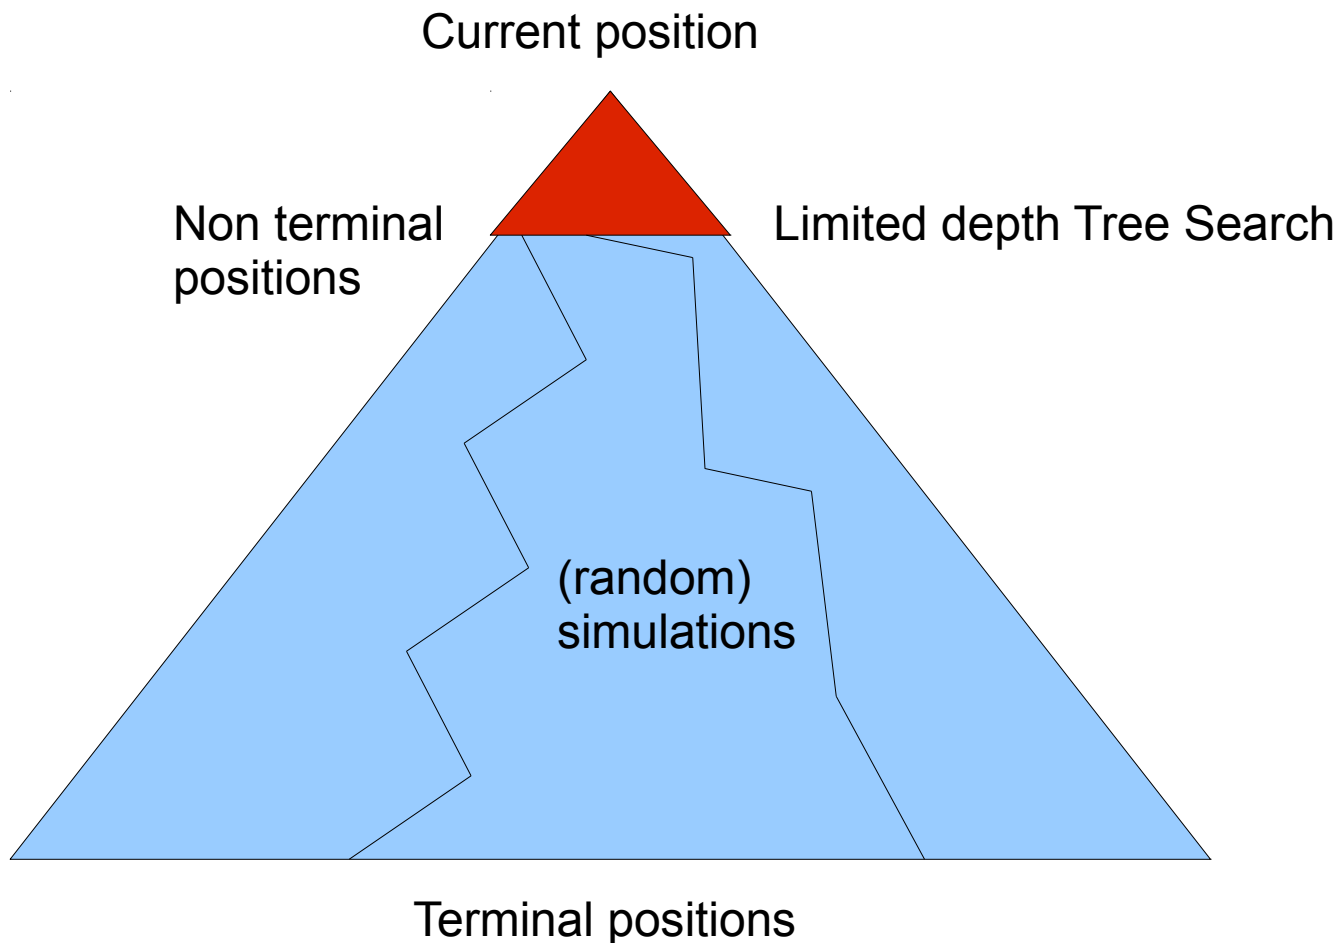 Current position
Non terminal
positions
Limited depth Tree Search
(random)
simulations
Terminal positions